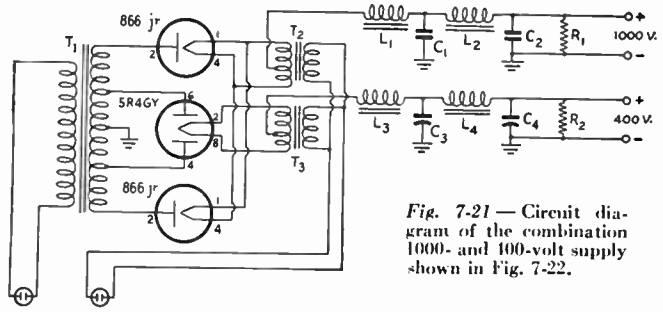 866 jr
T1
2
1
4
T2
L1
C1
L2
C2
R1
+
1000 V.
-
5R4GY
6
2
8
4
T3
L3
C3
L4
C4
R2
+
400 V.
-
866 jr
2
1
4
Fig. 7-21 — Circuit dia-
gram of the combination
1000- and 400-volt supply
shown in Fig. 7-22.